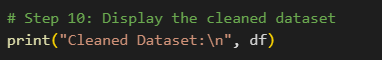 # Step 10: Display the cleaned dataset
print("Cleaned Dataset:\n", df)